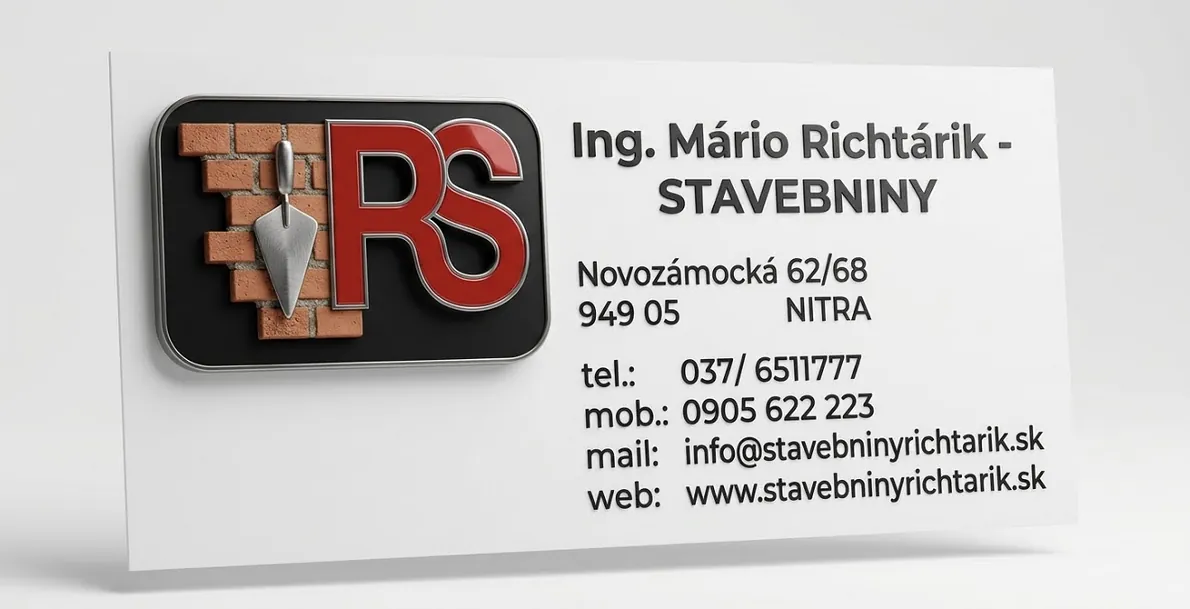 RS
Ing. Mário Richtárik -
STAVEBNINY
Novozámocká 62/68
949 05 NITRA
tel.: 037/ 6511777
mob.: 0905 622 223
mail: info@stavebninyrichtarik.sk
web: www.stavebninyrichtarik.sk